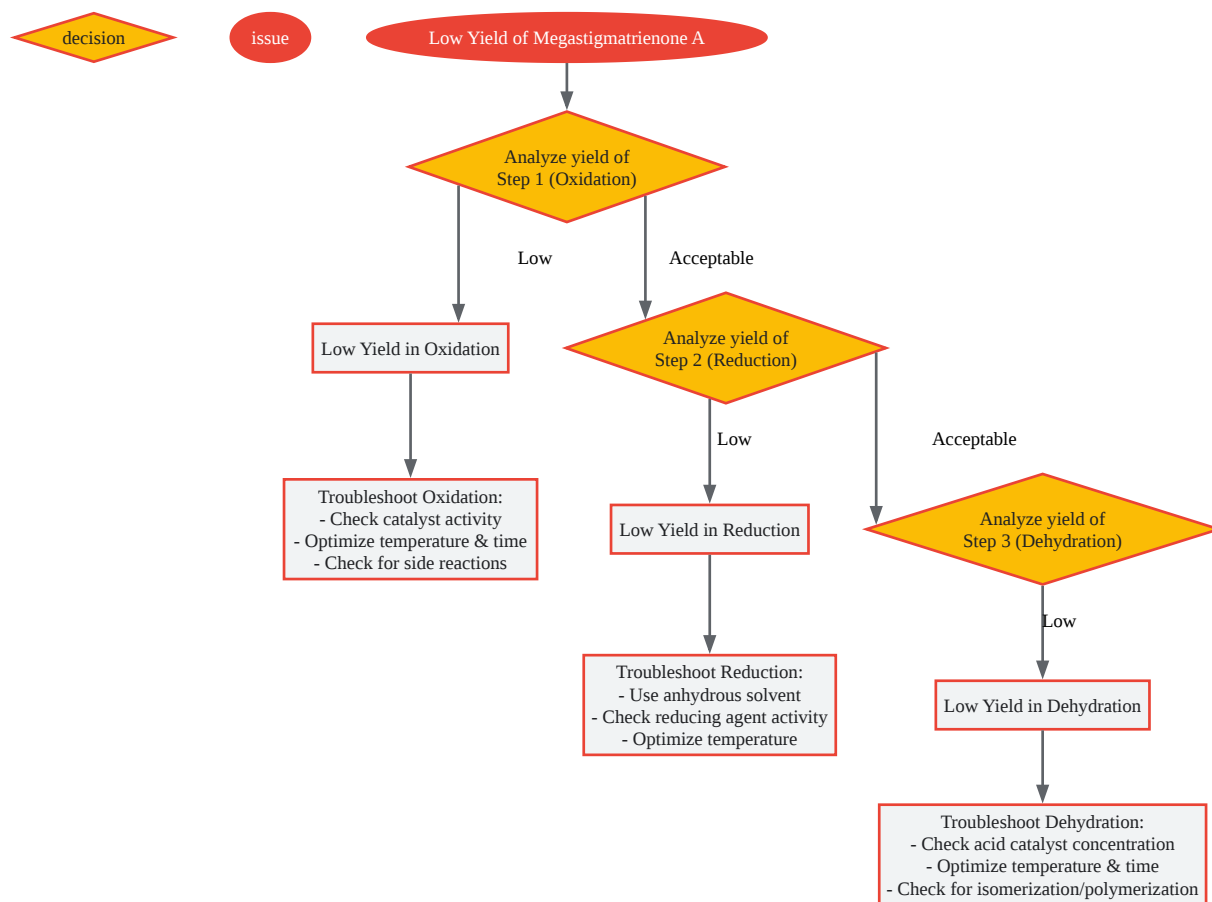 decision
issue
Low Yield of Megastigmatrienone A
Analyze yield of
Step 1 (Oxidation)
Low
Acceptable
Low Yield in Oxidation
Analyze yield of
Step 2 (Reduction)
Low
Acceptable
Troubleshoot Oxidation:
- Check catalyst activity
- Optimize temperature & time
- Check for side reactions
Low Yield in Reduction
Analyze yield of
Step 3 (Dehydration)
Low
Troubleshoot Reduction:
- Use anhydrous solvent
- Check reducing agent activity
- Optimize temperature
Low Yield in Dehydration
Troubleshoot Dehydration:
- Check acid catalyst concentration
- Optimize temperature & time
- Check for isomerization/polymerization